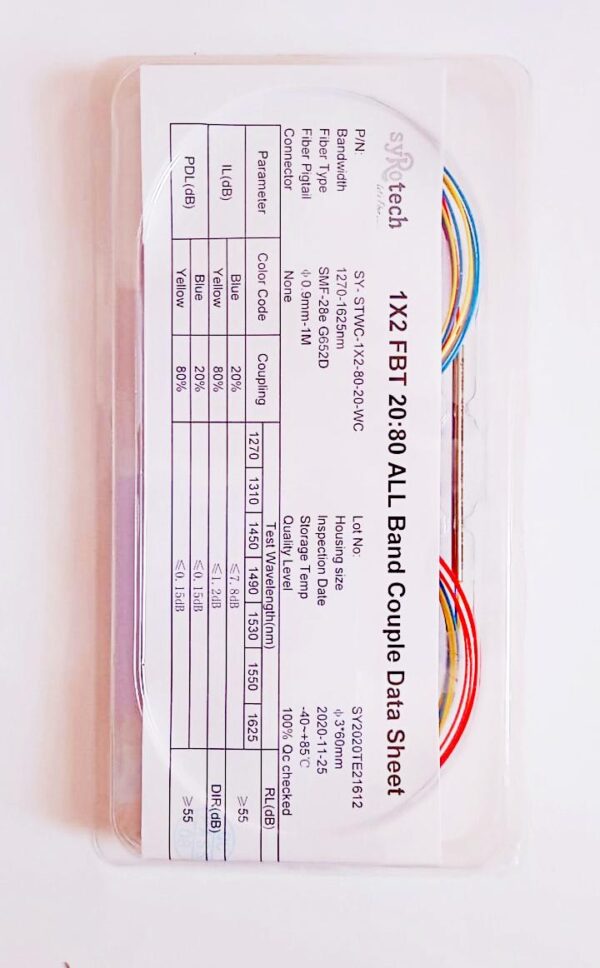 syRotech
1X2 FBT 20:80 ALL Band Couple Data Sheet
P/N: SY- STWC-1X2-80-20-WC Lot No: SY2020TE21612
Bandwidth 1270-1625nm Housing size ϕ 3*60mm
Fiber Type SMF-28e G652D Inspection Date 2020-11-25
Fiber Pigtail ϕ 0.9mm-1M Storage Temp -40~+85℃
Connector None Quality Level 100% Qc checked
Parameter Color Code Coupling Test Wavelength(nm) RL(dB)
1270 1310 1450 1490 1530 1550 1625
IL(dB) Blue 20% ≤7.8dB ≥55
Yellow 80% ≤1.2dB DIR(dB)
PDL(dB) Blue 20% ≤0.15dB ≥55
Yellow 80% ≤0.15dB